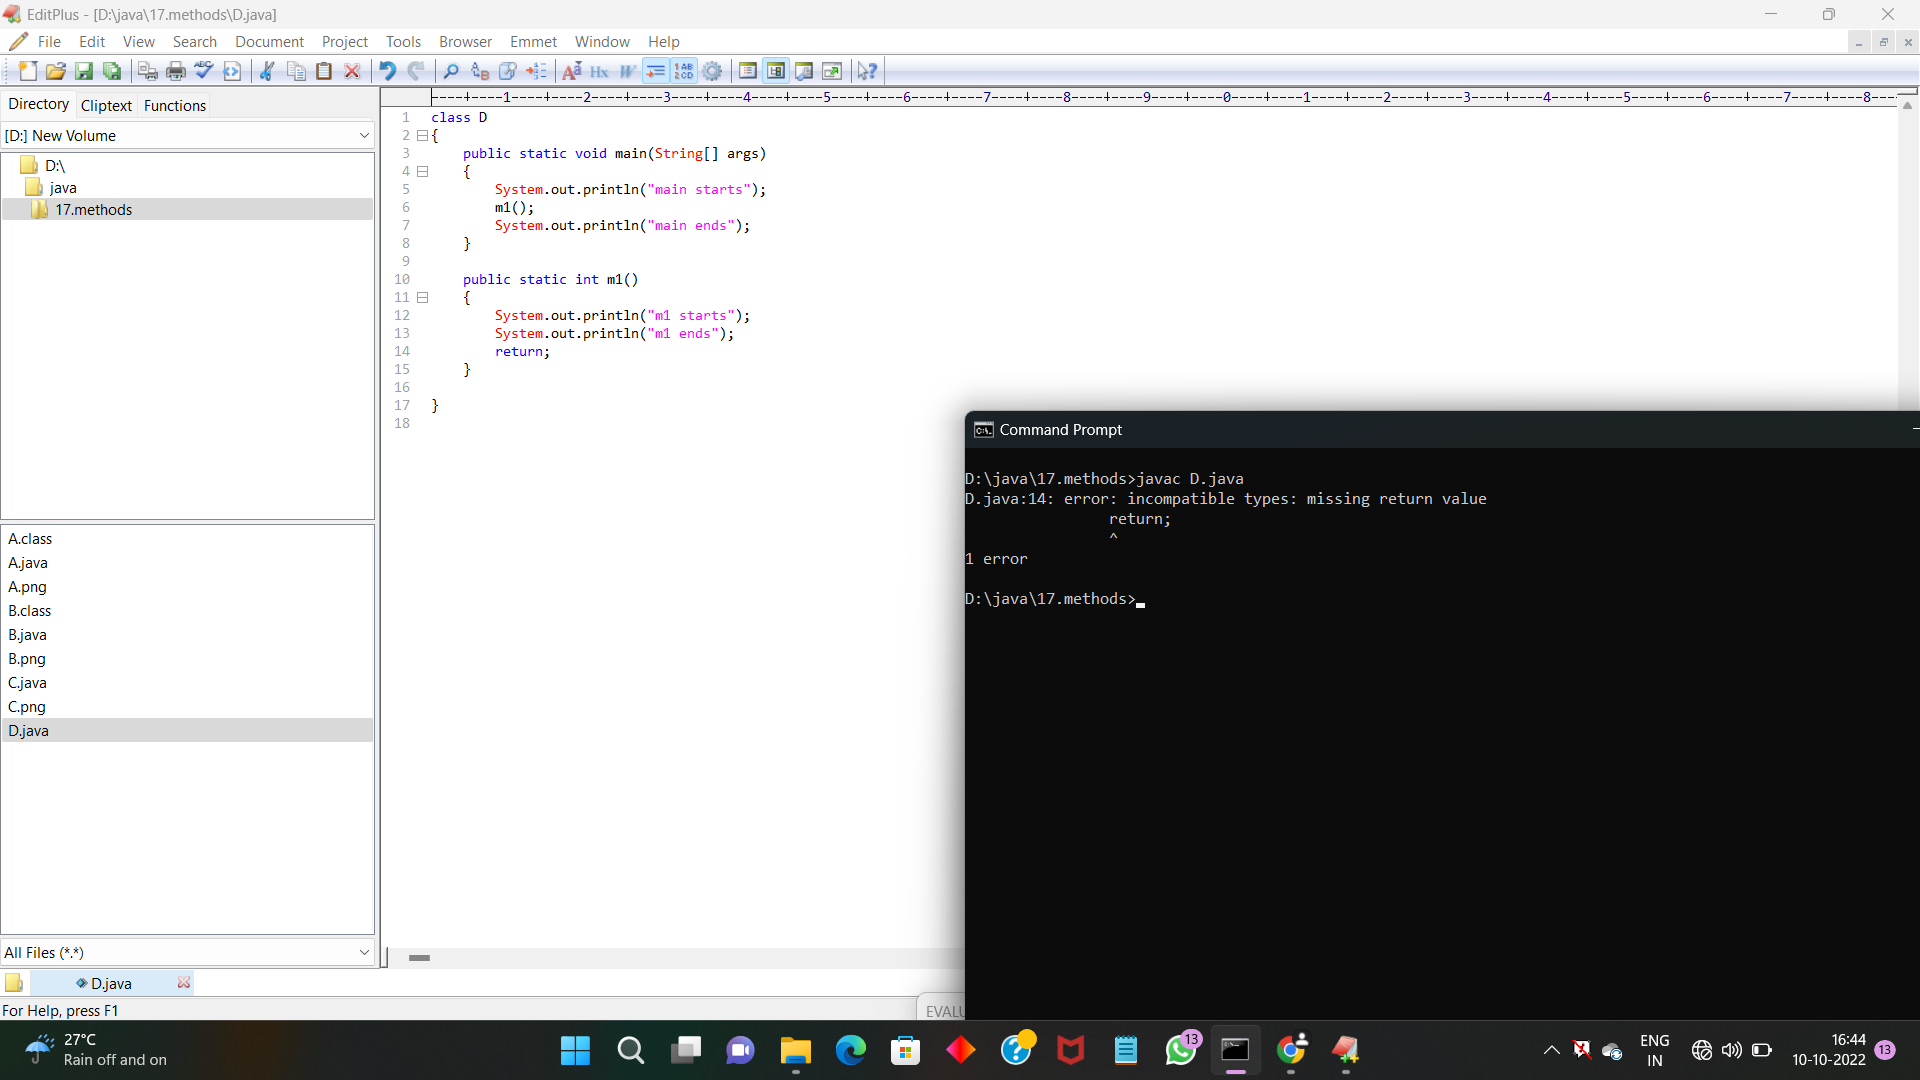 EditPlus - [D:\java\17.methods\D.java]
File Edit View Search Document Project Tools Browser Emmet Window Help
Directory Cliptext Functions
[D:] New Volume
D:\
java
17.methods
A.class
A.java
A.png
B.class
B.java
B.png
C.java
C.png
D.java
All Files (*.*)
----+----1----+----2----+----3----+----4----+----5----+----6----+----7----+----8----+----9----+----0----+----1----+----2----+----3----+----4----+----5----+----6----+----7----+----8---
1 class D
2 {
3 public static void main(String[] args)
4 {
5 System.out.println("main starts");
6 m1();
7 System.out.println("main ends");
8 }
9
10 public static int m1()
11 {
12 System.out.println("m1 starts");
13 System.out.println("m1 ends");
14 return;
15 }
16
17 }
18
Command Prompt
D:\java\17.methods>javac D.java
D.java:14: error: incompatible types: missing return value
return;
^
1 error
D:\java\17.methods>
D.java
For Help, press F1
EVALU
27°C
Rain off and on
13
ENG
IN
16:44
10-10-2022
13